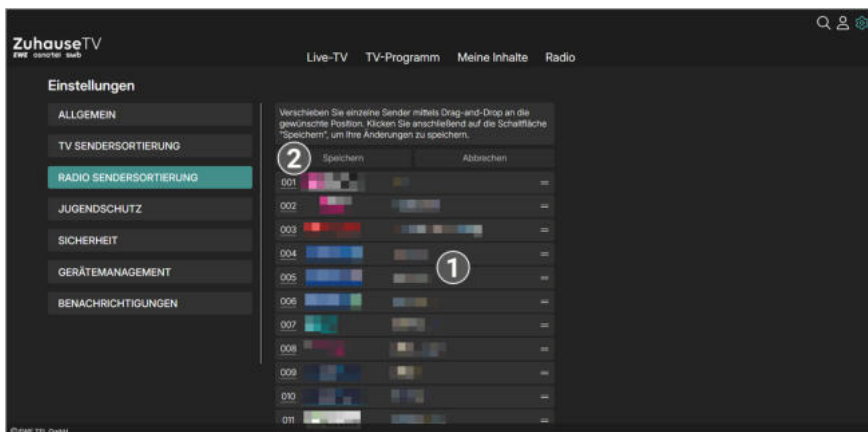 ZuhauseTV
EWE osnatel swb
Live-TV TV-Programm Meine Inhalte Radio
Einstellungen
ALLGEMEIN
TV SENDERSORTIERUNG
RADIO SENDERSORTIERUNG
JUGENDSCHUTZ
SICHERHEIT
GERÄTEMANAGEMENT
BENACHRICHTIGUNGEN
Verschieben Sie einzelne Sender mittels Drag-and-Drop an die
gewünschte Position. Klicken Sie anschließend auf die Schaltfläche
"Speichern", um Ihre Änderungen zu speichern.
2 Speichern Abbrechen
001
002
003
004
1
005
006
007
008
009
010
011
©EWE TEL GmbH